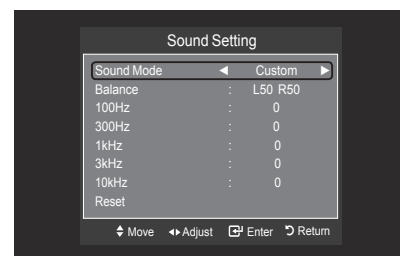 Sound Setting
Sound Mode ◄ Custom ►
Balance : L50 R50
100Hz : 0
300Hz : 0
1kHz : 0
3kHz : 0
10kHz : 0
Reset
Move Adjust Enter Return